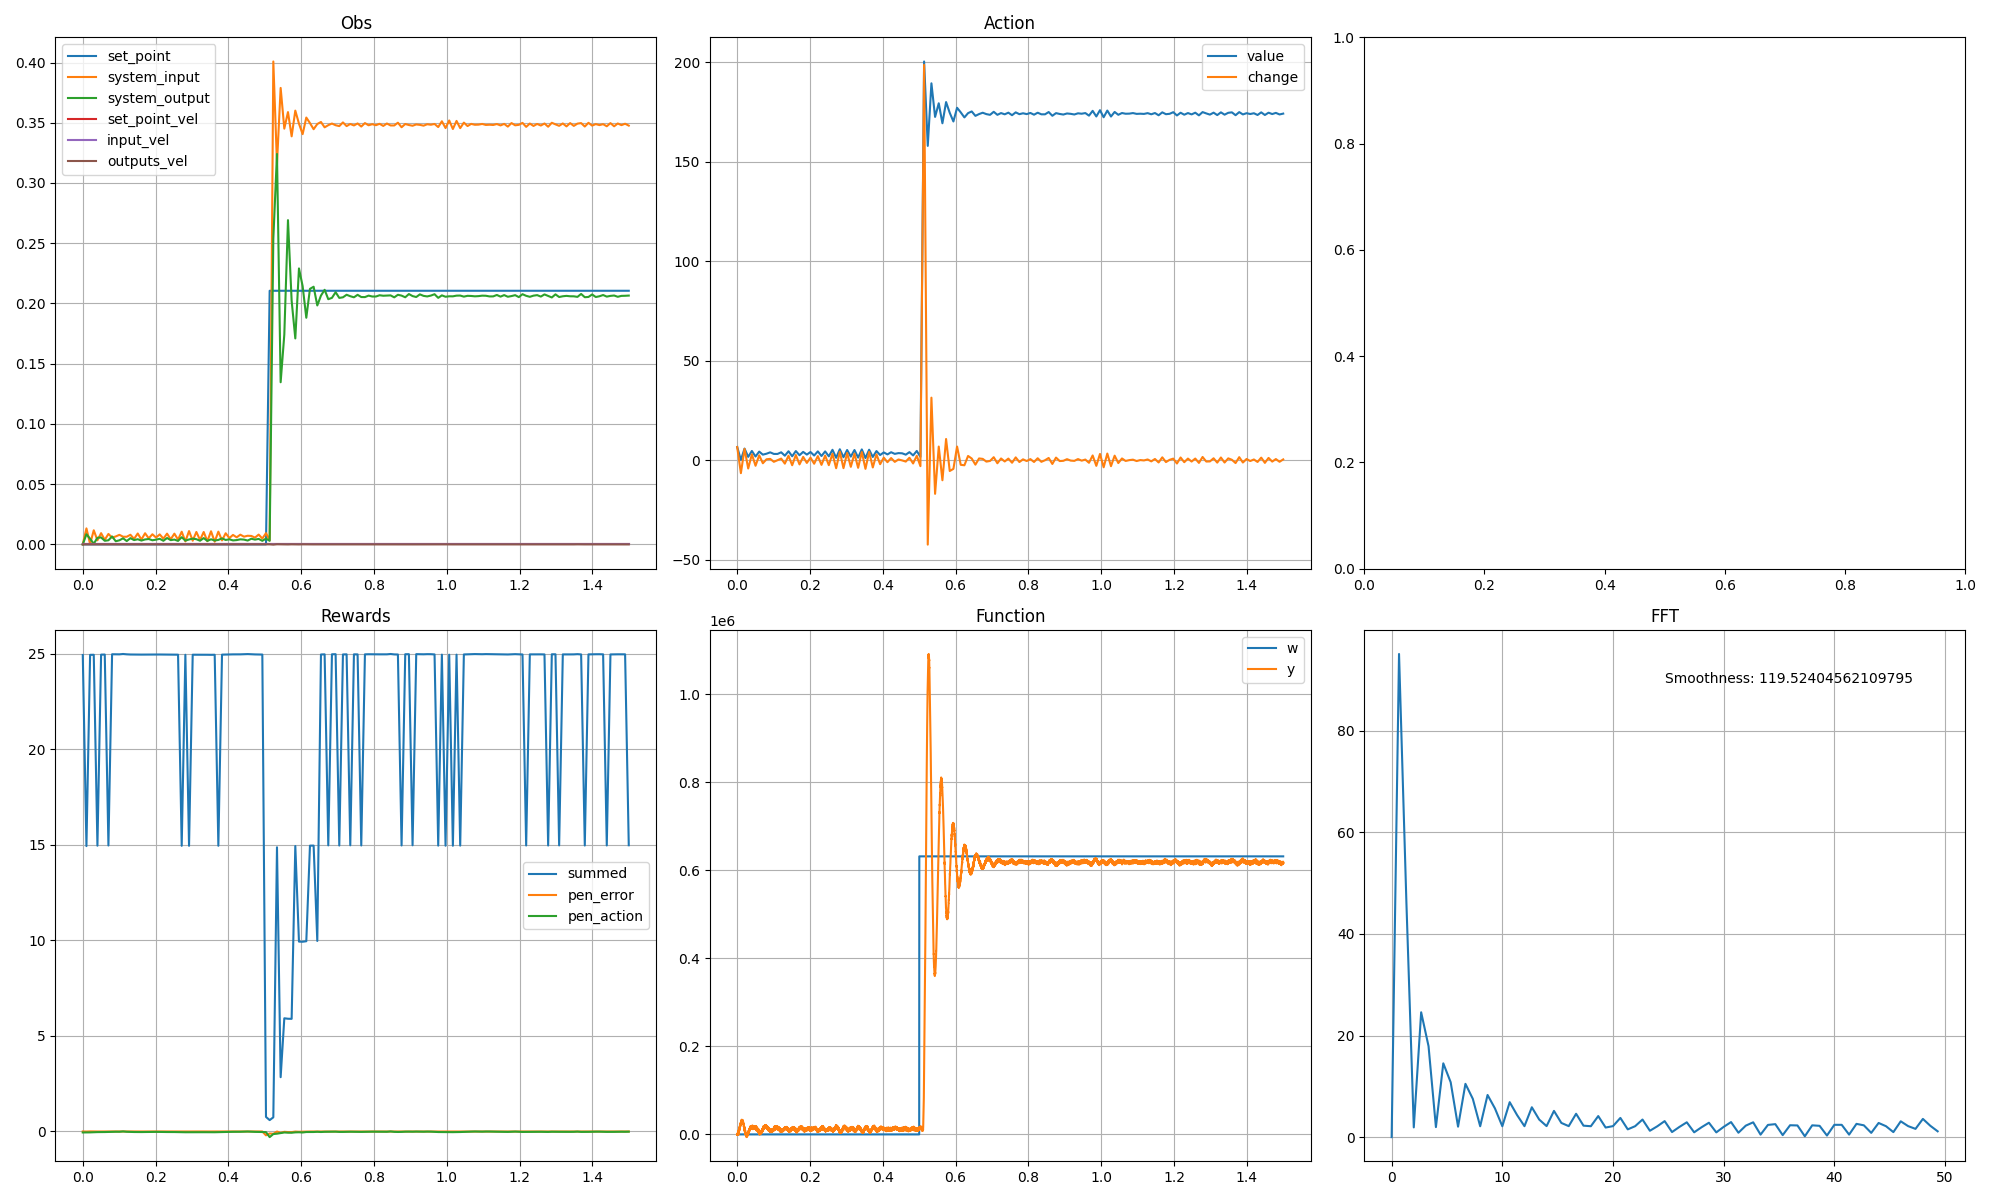 Obs
0.40
0.35
0.30
0.25
0.20
0.15
0.10
0.05
0.00
set_point
system_input
system_output
set_point_vel
input_vel
outputs_vel
0.0 0.2 0.4 0.6 0.8 1.0 1.2 1.4
Action
200
150
100
50
0
−50
value
change
0.0 0.2 0.4 0.6 0.8 1.0 1.2 1.4
1.0
0.8
0.6
0.4
0.2
0.0
0.0 0.2 0.4 0.6 0.8 1.0
Rewards
25
20
15
10
5
0
summed
pen_error
pen_action
0.0 0.2 0.4 0.6 0.8 1.0 1.2 1.4
Function
1e6
1.0
0.8
0.6
0.4
0.2
0.0
w
y
0.0 0.2 0.4 0.6 0.8 1.0 1.2 1.4
FFT
Smoothness: 119.52404562109795
80
60
40
20
0
0 10 20 30 40 50